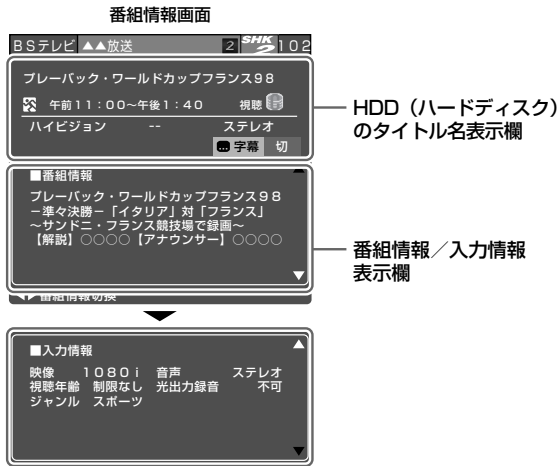 番組情報画面
BSテレビ ▲▲放送 2 SHK2 102
プレーバック・ワールドカップフランス98
午前11:00~午後1:40 視聴
ハイビジョン -- ステレオ
字幕 切
HDD(ハードディスク)
のタイトル名表示欄
■番組情報
プレーバック・ワールドカップフランス98
-準々決勝-「イタリア」対「フランス」
~サンドニ・フランス競技場で録画~
【解説】○○○○【アナウンサー】○○○○
番組情報/入力情報
表示欄
番組情報切換
■入力情報
映像 1080i 音声 ステレオ
視聴年齢 制限なし 光出力録音 不可
ジャンル スポーツ